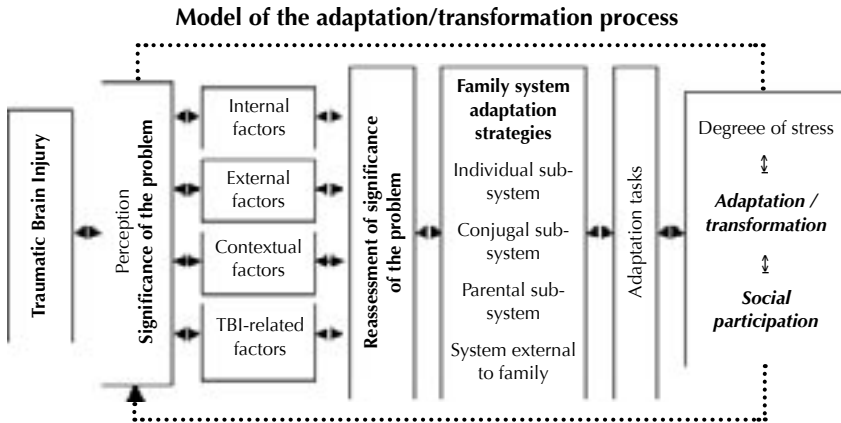 Model of the adaptation/transformation process
Traumatic Brain Injury
Perception
Significance of the problem
Internal
factors
External
factors
Contextual
factors
TBI-related
factors
Reassessment of significance
of the problem
Family system
adaptation
strategies
Individual sub-
system
Conjugal sub-
system
Parental sub-
system
System external
to family
Adaptation tasks
Degreee of stress
Adaptation /
transformation
Social
participation